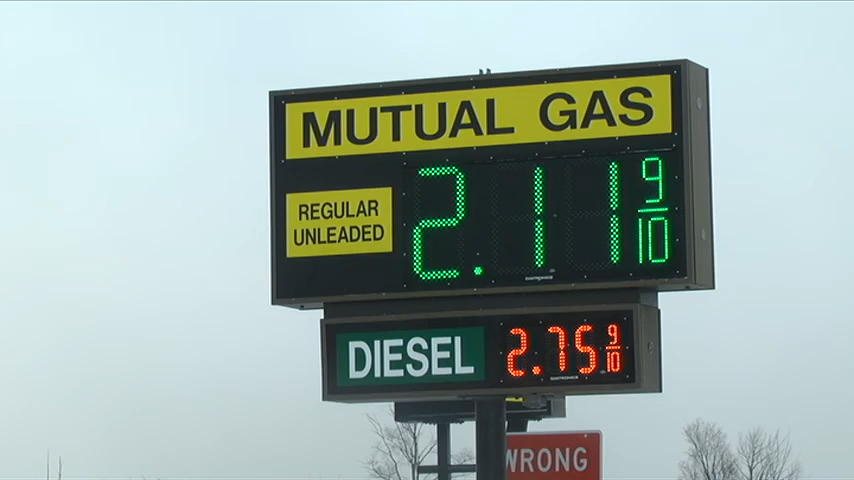 MUTUAL GAS
REGULAR
UNLEADED
2.11 9/10
DIESEL
2.75 9/10
WRONG